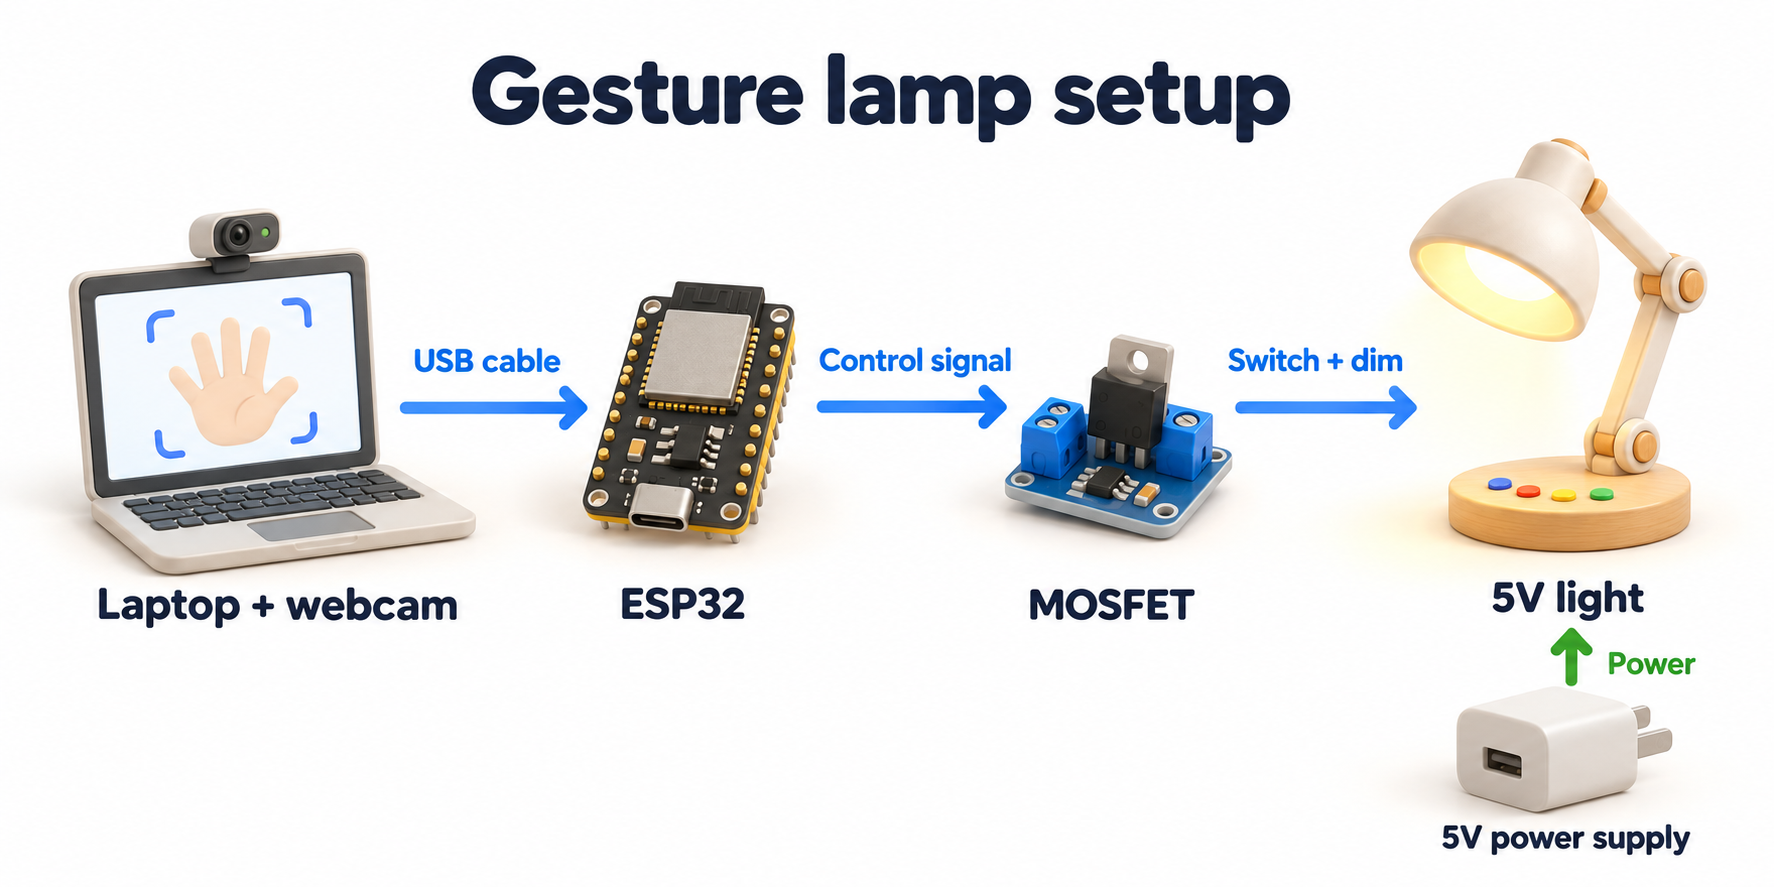 Gesture lamp setup
USB cable
Control signal
Switch + dim
Laptop + webcam
ESP32
MOSFET
5V light
Power
5V power supply